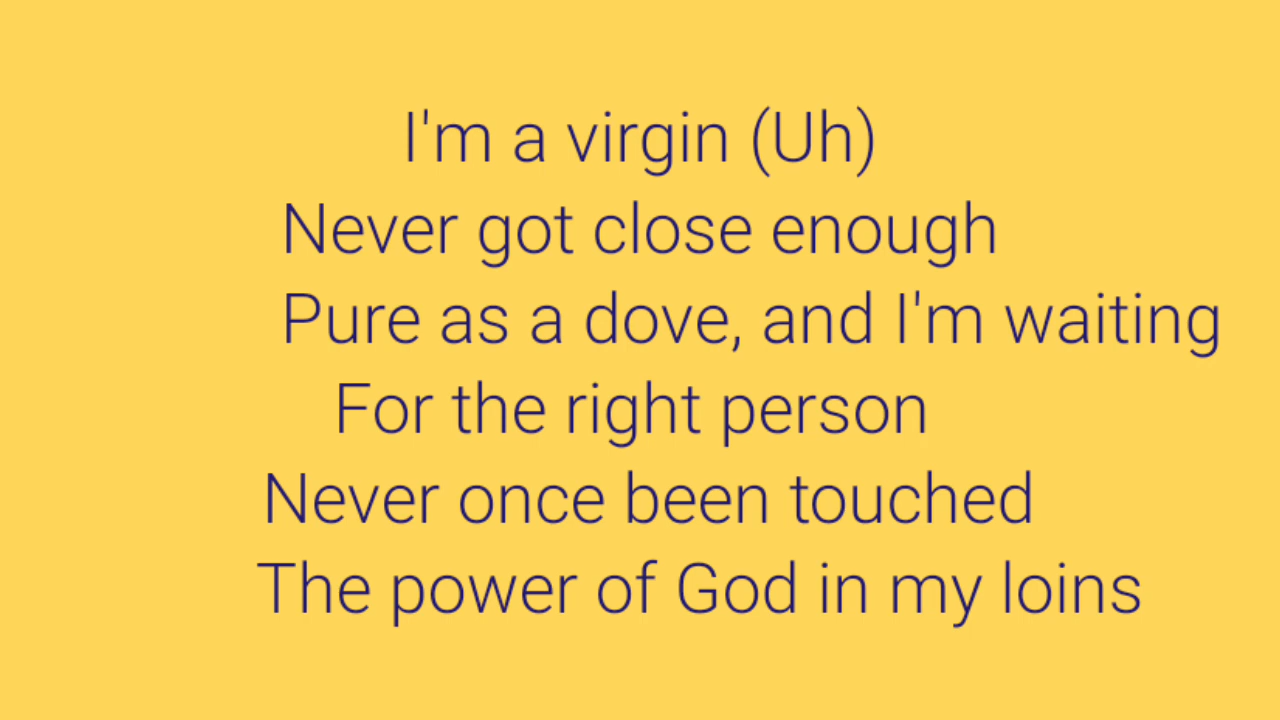 I'm a virgin (Uh)
Never got close enough
Pure as a dove, and I'm waiting
For the right person
Never once been touched
The power of God in my loins